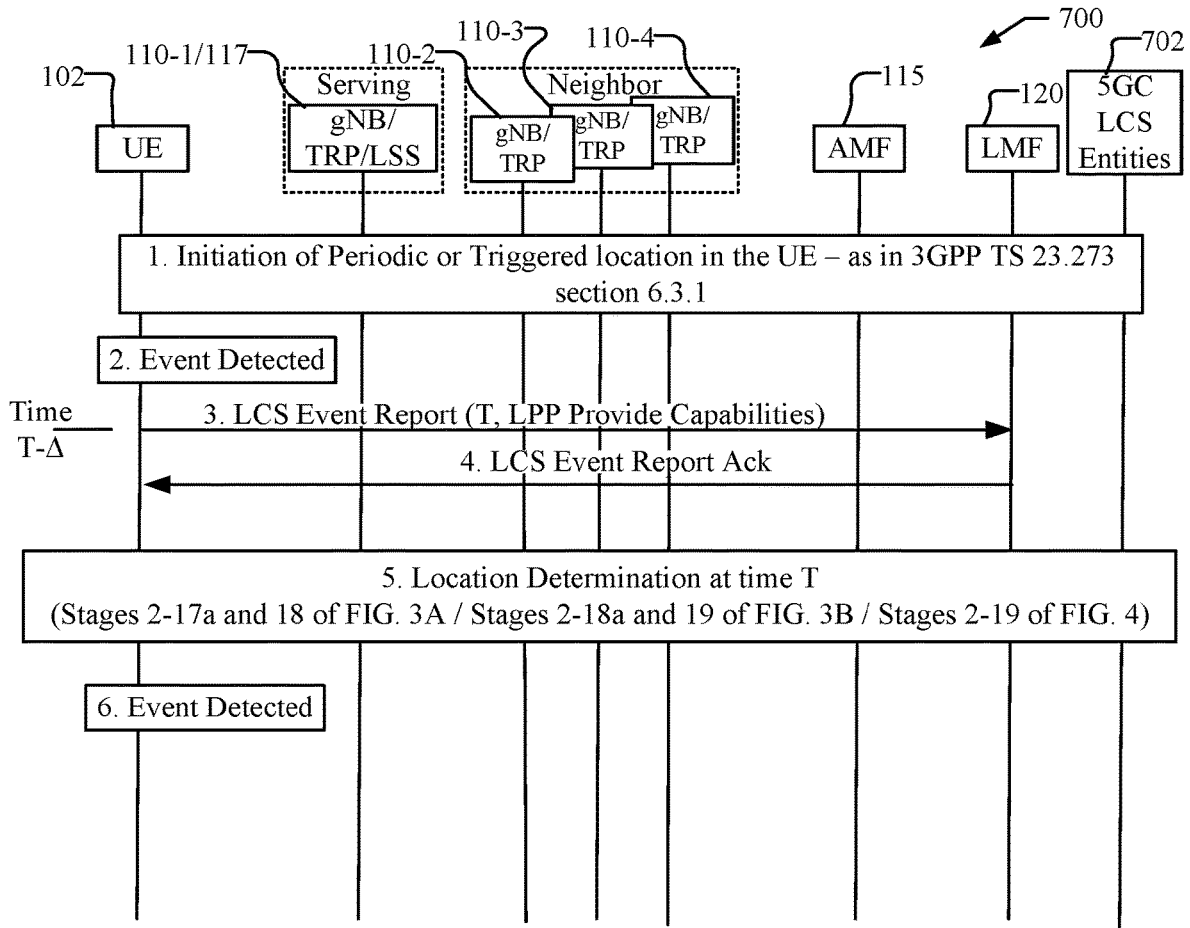 700
110-3
110-1/117
110-2
110-4
702
102
115
120
Serving
Neighbor
UE
gNB/
TRP/LSS
gNB/
TRP
gNB/
TRP
gNB/
TRP
AMF
LMF
5GC
LCS
Entities
1. Initiation of Periodic or Triggered location in the UE – as in 3GPP TS 23.273
section 6.3.1
2. Event Detected
Time
T-Δ
3. LCS Event Report (T, LPP Provide Capabilities)
4. LCS Event Report Ack
5. Location Determination at time T
(Stages 2-17a and 18 of FIG. 3A / Stages 2-18a and 19 of FIG. 3B / Stages 2-19 of FIG. 4)
6. Event Detected